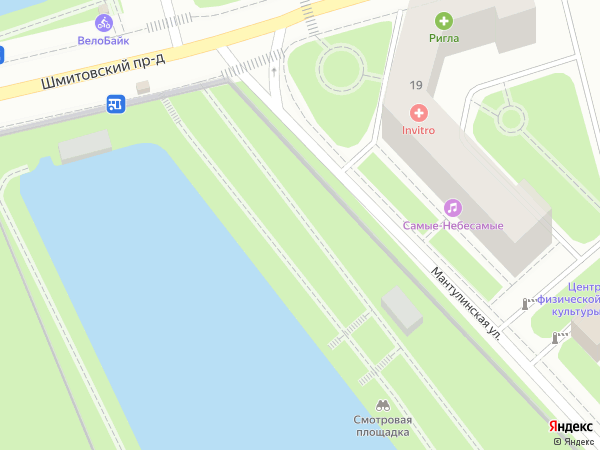 ВелоБайк
Ригла
Шмитовский пр-д
19
Invitro
Самые-Небесамые
Мантулинская ул.
Центр
физической
культуры
Смотровая
площадка
Яндекс
© Яндекс